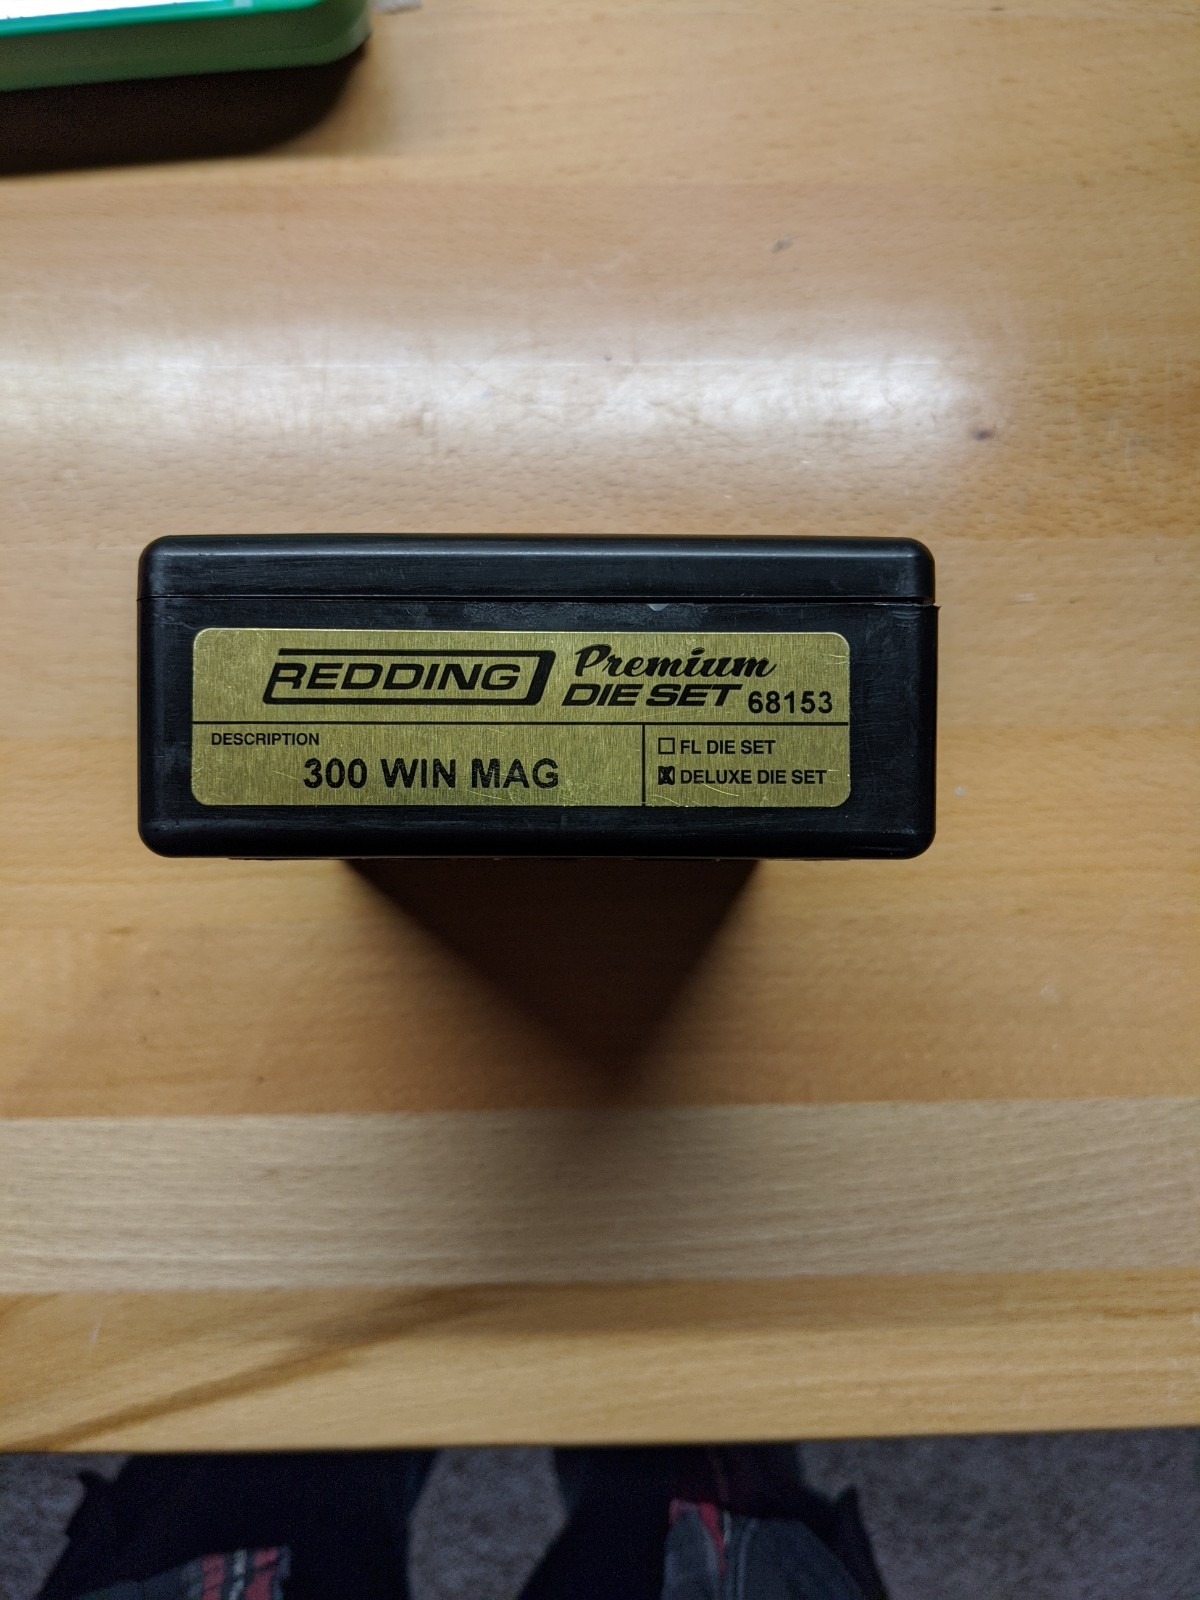 REDDING Premium
DIE SET 68153
DESCRIPTION
300 WIN MAG
FL DIE SET
DELUXE DIE SET